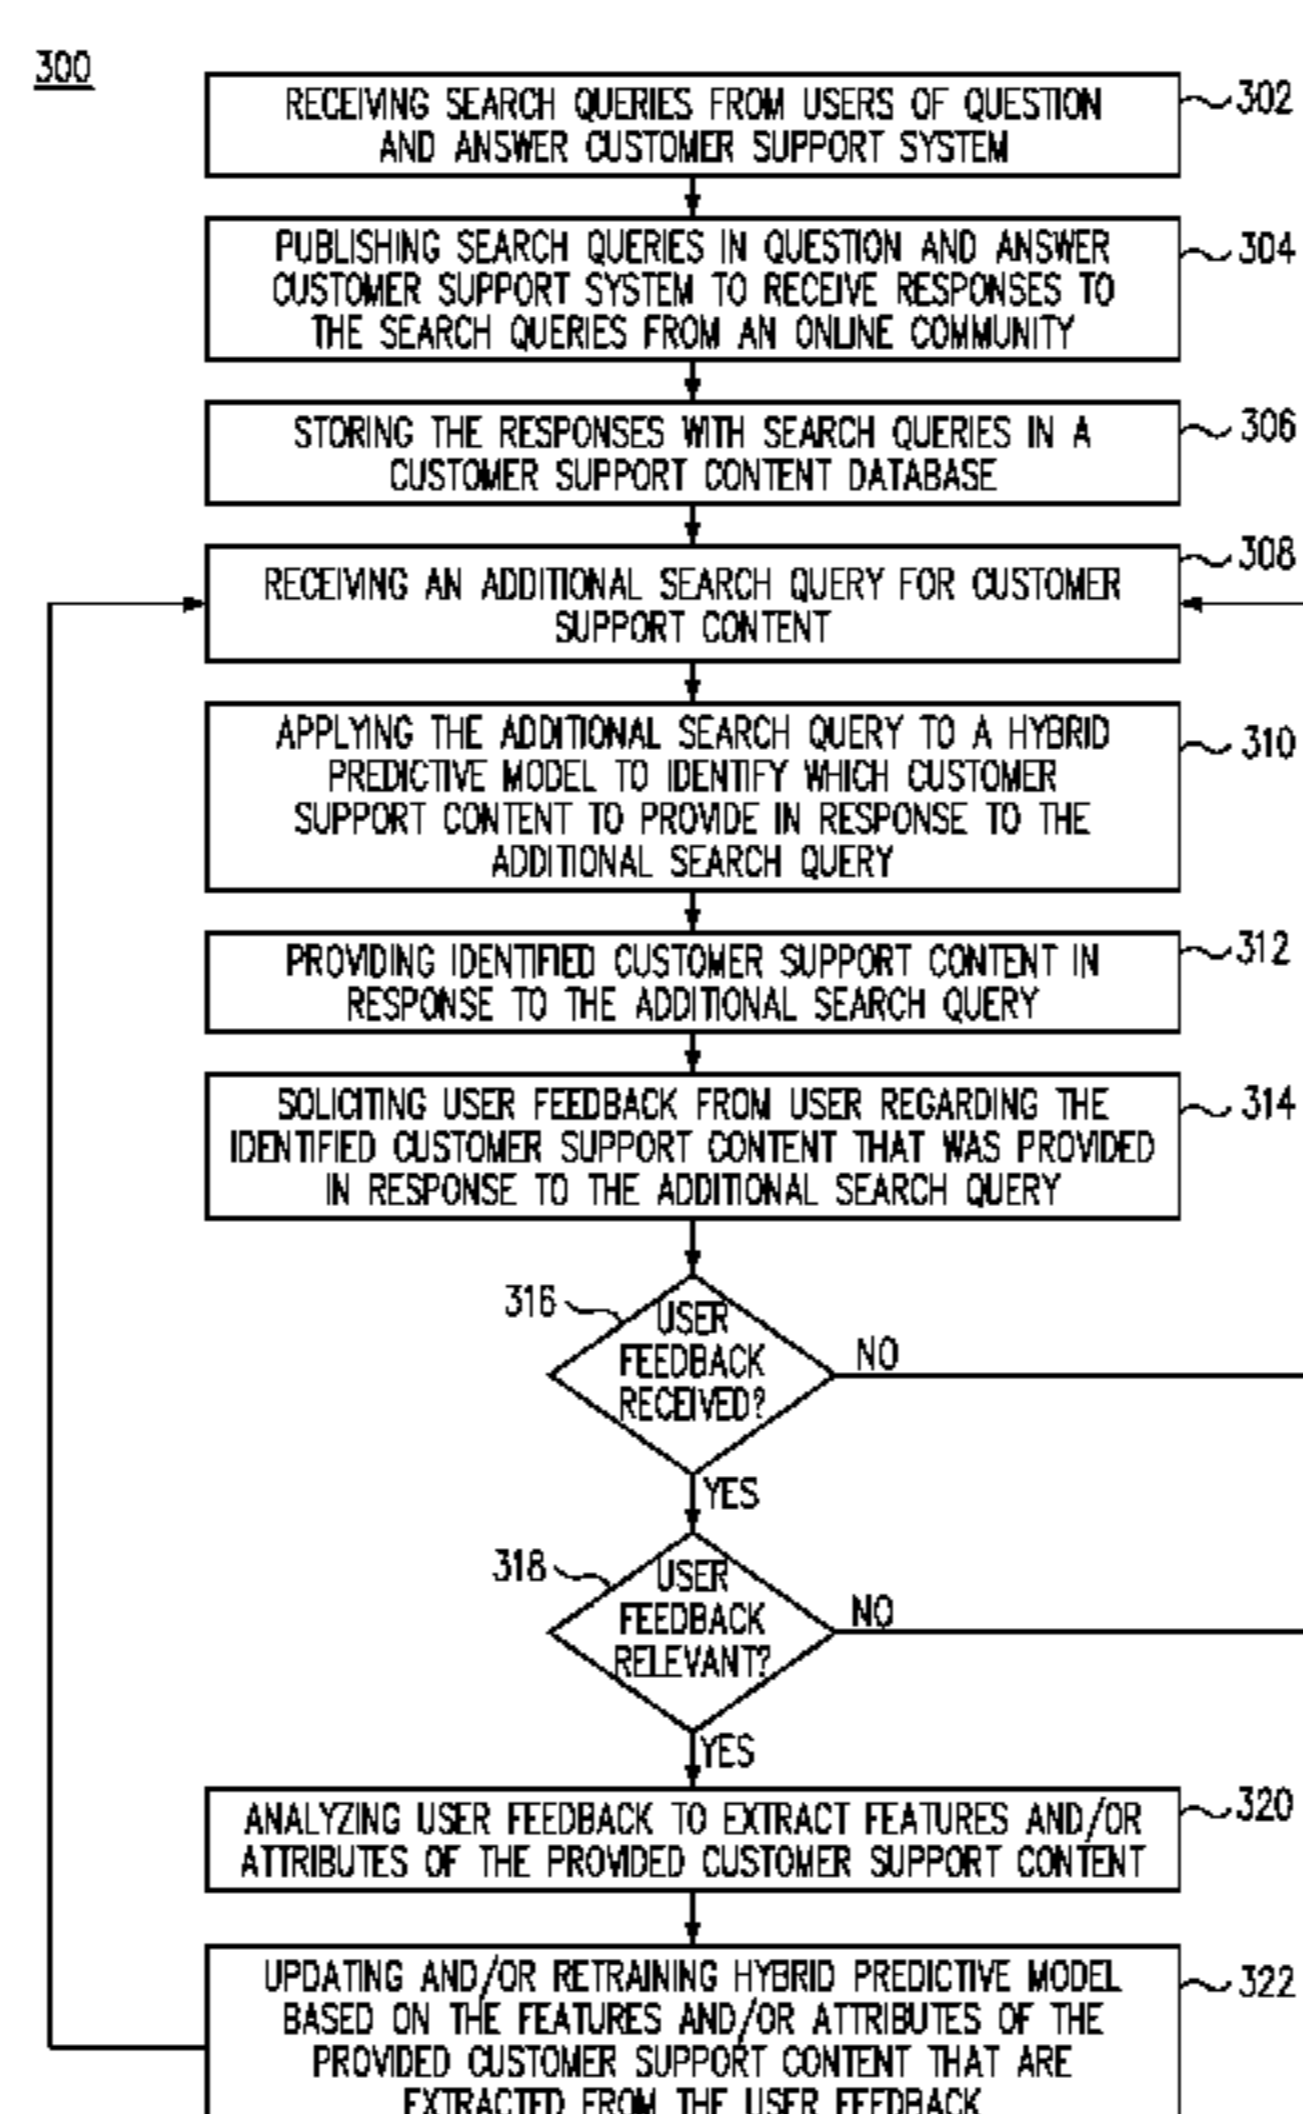 300
RECEIVING SEARCH QUERIES FROM USERS OF QUESTION
AND ANSWER CUSTOMER SUPPORT SYSTEM
302
PUBLISHING SEARCH QUERIES IN QUESTION AND ANSWER
CUSTOMER SUPPORT SYSTEM TO RECEIVE RESPONSES TO
THE SEARCH QUERIES FROM AN ONLINE COMMUNITY
304
STORING THE RESPONSES WITH SEARCH QUERIES IN A
CUSTOMER SUPPORT CONTENT DATABASE
306
RECEIVING AN ADDITIONAL SEARCH QUERY FOR CUSTOMER
SUPPORT CONTENT
308
APPLYING THE ADDITIONAL SEARCH QUERY TO A HYBRID
PREDICTIVE MODEL TO IDENTIFY WHICH CUSTOMER
SUPPORT CONTENT TO PROVIDE IN RESPONSE TO THE
ADDITIONAL SEARCH QUERY
310
PROVIDING IDENTIFIED CUSTOMER SUPPORT CONTENT IN
RESPONSE TO THE ADDITIONAL SEARCH QUERY
312
SOLICITING USER FEEDBACK FROM USER REGARDING THE
IDENTIFIED CUSTOMER SUPPORT CONTENT THAT WAS PROVIDED
IN RESPONSE TO THE ADDITIONAL SEARCH QUERY
314
316
USER
FEEDBACK
RECEIVED?
NO
YES
318
USER
FEEDBACK
RELEVANT?
NO
YES
ANALYZING USER FEEDBACK TO EXTRACT FEATURES AND/OR
ATTRIBUTES OF THE PROVIDED CUSTOMER SUPPORT CONTENT
320
UPDATING AND/OR RETRAINING HYBRID PREDICTIVE MODEL
BASED ON THE FEATURES AND/OR ATTRIBUTES OF THE
PROVIDED CUSTOMER SUPPORT CONTENT THAT ARE
EXTRACTED FROM THE USER FEEDBACK
322